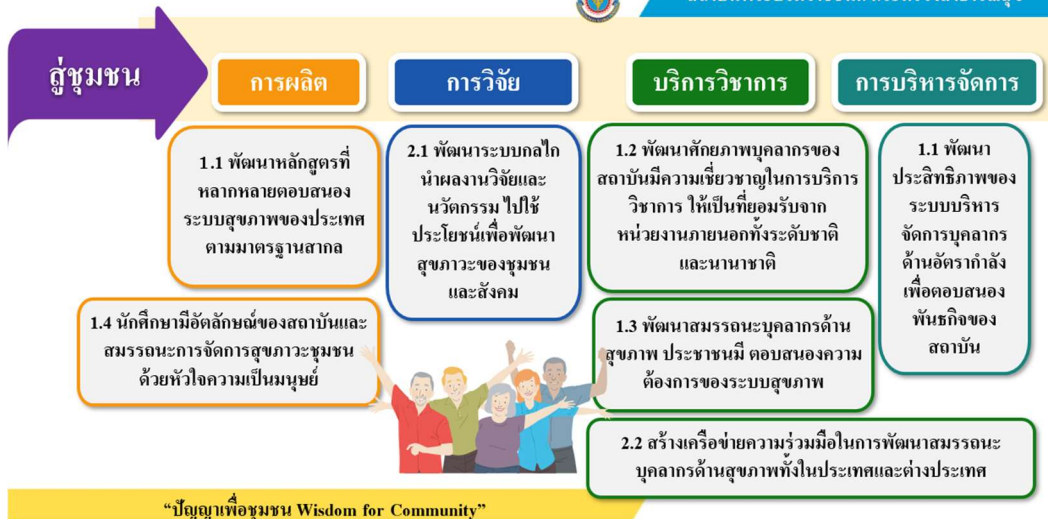 สู่ชุมชน
การผลิต
การวิจัย
บริการวิชาการ
การบริหารจัดการ
1.1 พัฒนาหลักสูตรที่
หลากหลายตอบสนอง
ระบบสุขภาพของประเทศ
ตามมาตรฐานสากล
1.4 นักศึกษามีอัตลักษณ์ของสถาบันและ
สมรรถนะการจัดการสุขภาวะชุมชน
ด้วยหัวใจความเป็นมนุษย์
2.1 พัฒนาระบบกลไก
นำผลงานวิจัยและ
นวัตกรรม ไปใช้
ประโยชน์เพื่อพัฒนา
สุขภาวะของชุมชน
และสังคม
1.2 พัฒนาศักยภาพบุคลากรของ
สถาบันมีความเชี่ยวชาญในการบริการ
วิชาการ ให้เป็นที่ยอมรับจาก
หน่วยงานภายนอกทั้งระดับชาติ
และนานาชาติ
1.3 พัฒนาสมรรถนะบุคลากรด้าน
สุขภาพ ประชาชนมี ตอบสนองความ
ต้องการของระบบสุขภาพ
2.2 สร้างเครือข่ายความร่วมมือในการพัฒนาสมรรถนะ
บุคลากรด้านสุขภาพทั้งในประเทศและต่างประเทศ
1.1 พัฒนา
ประสิทธิภาพของ
ระบบบริหาร
จัดการบุคลากร
ด้านอัตรากำลัง
เพื่อตอบสนอง
พันธกิจของ
สถาบัน
“ปัญญาเพื่อชุมชน Wisdom for Community”